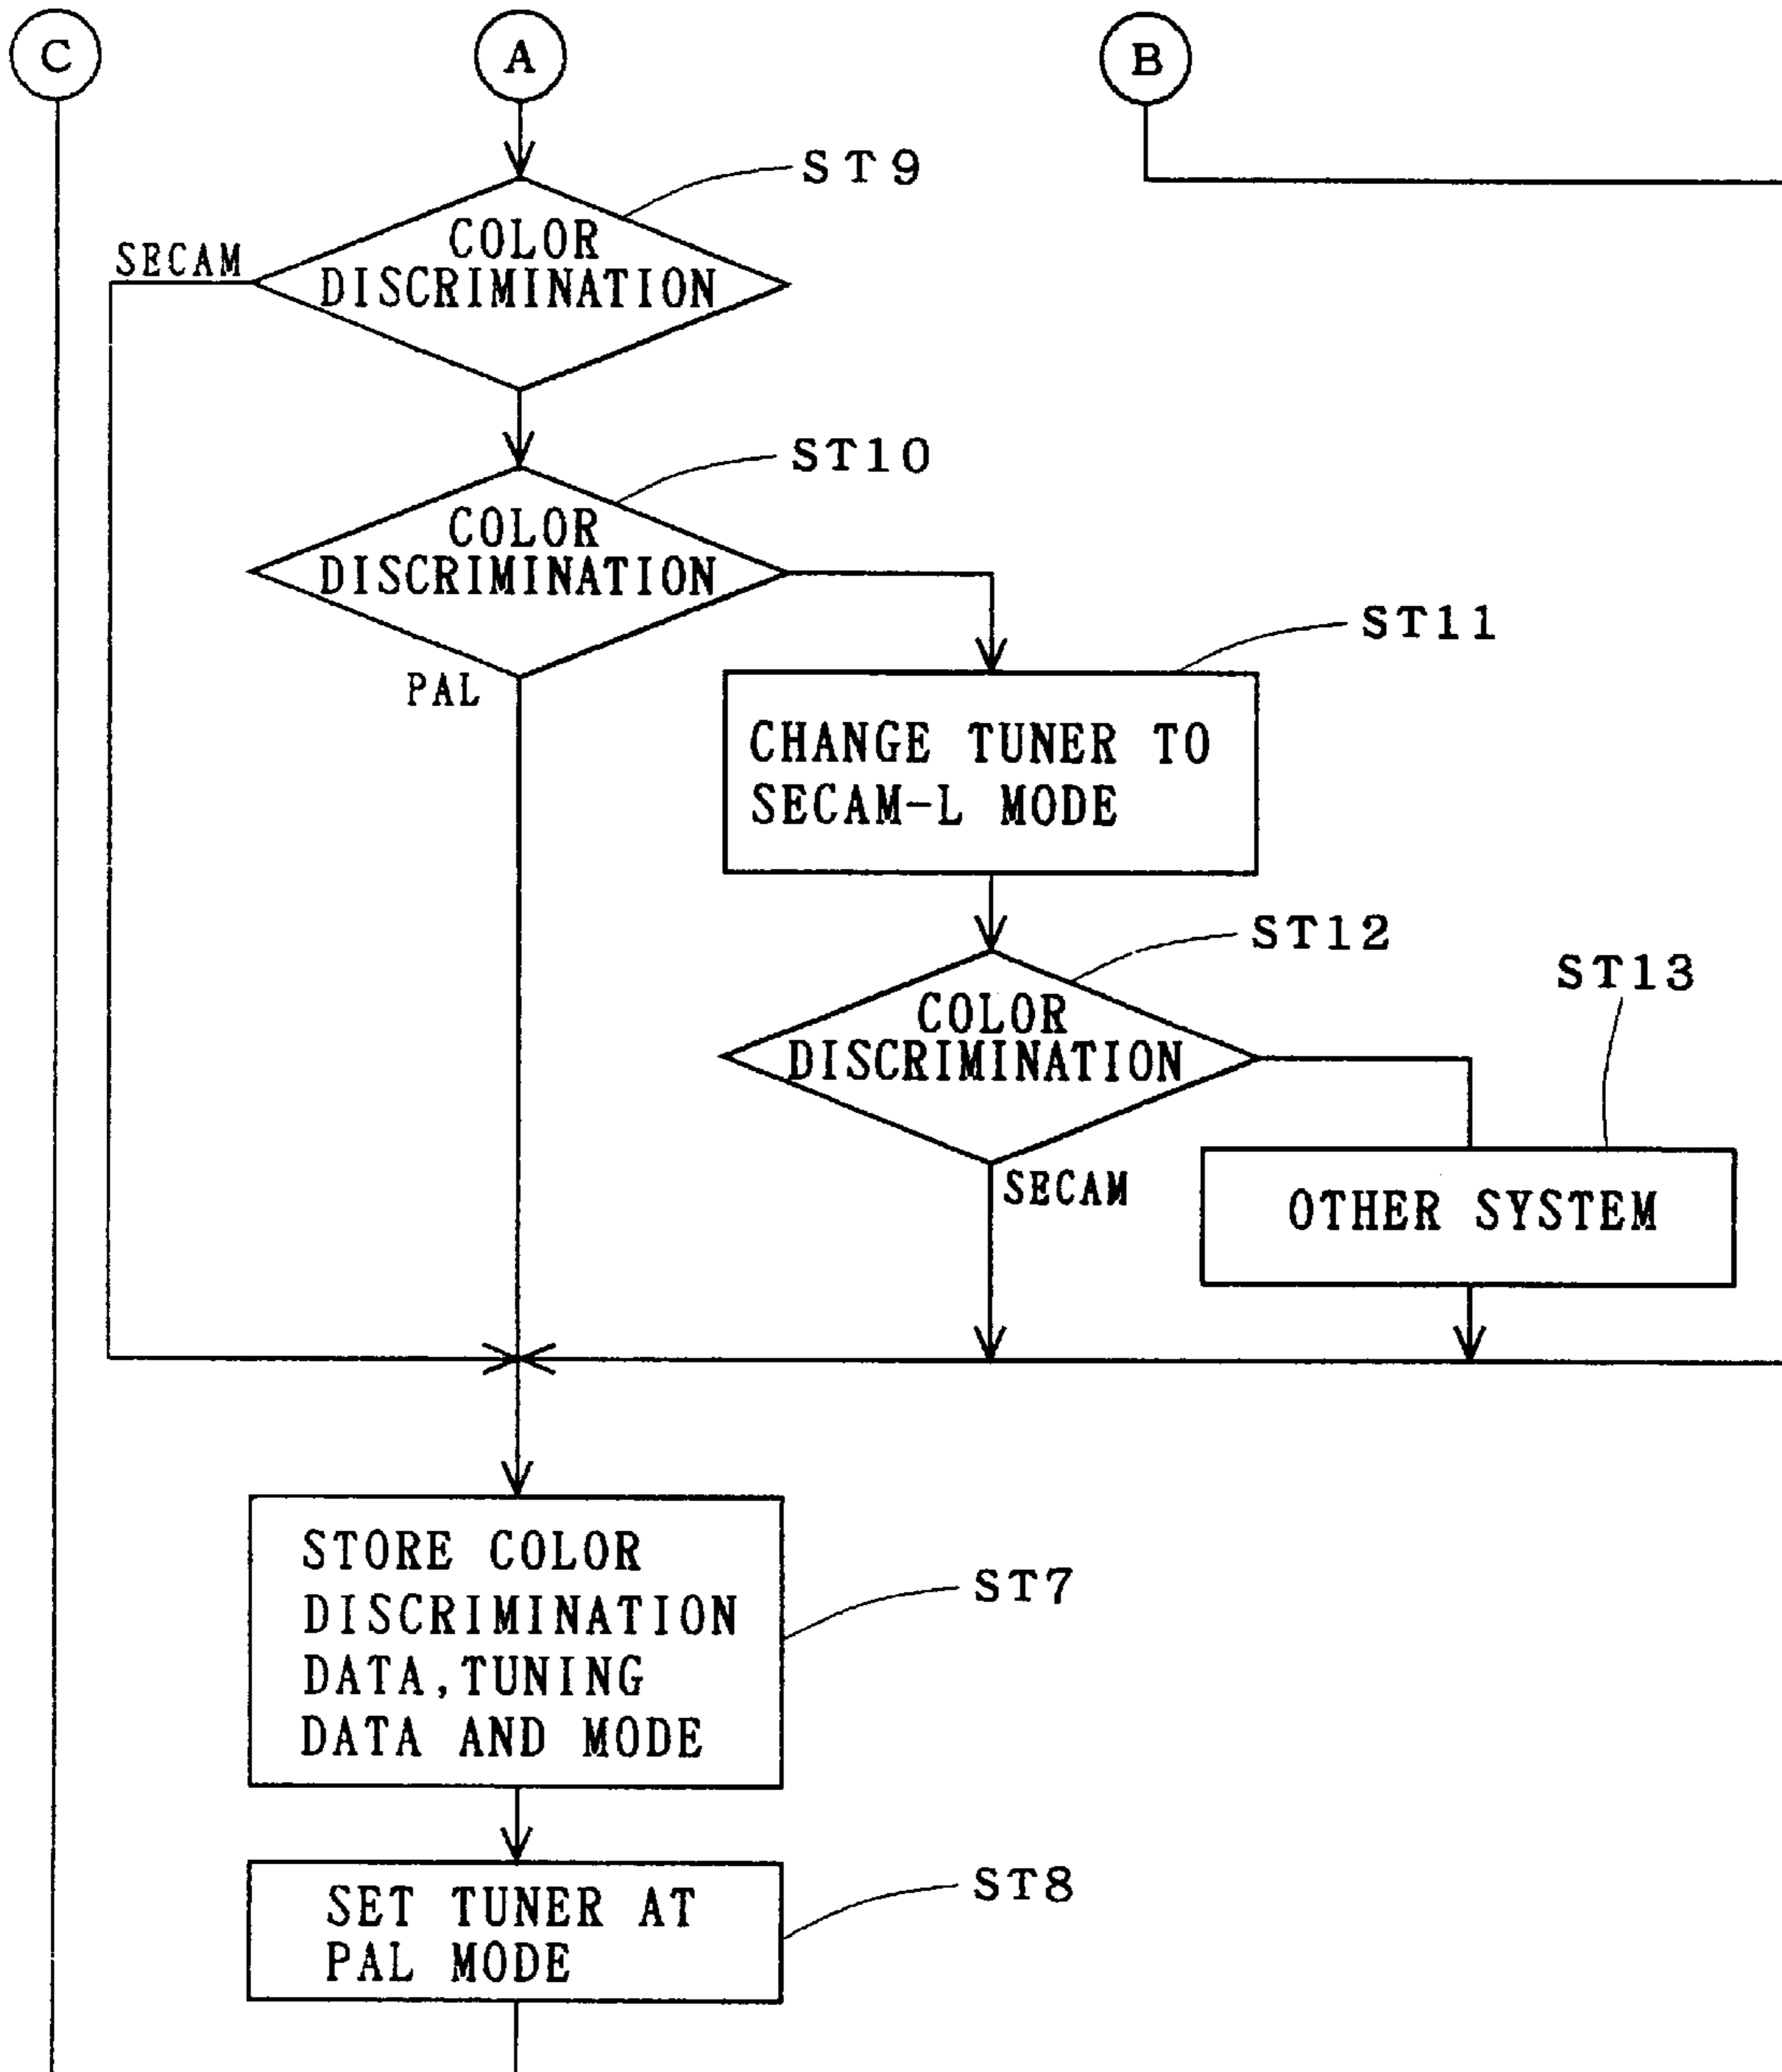 C
A
B
ST9
COLOR
DISCRIMINATION
SECAM
ST10
COLOR
DISCRIMINATION
PAL
ST11
CHANGE TUNER TO
SECAM-L MODE
ST12
COLOR
DISCRIMINATION
SECAM
ST13
OTHER SYSTEM
STORE COLOR
DISCRIMINATION
DATA,TUNING
DATA AND MODE
ST7
SET TUNER AT
PAL MODE
ST8